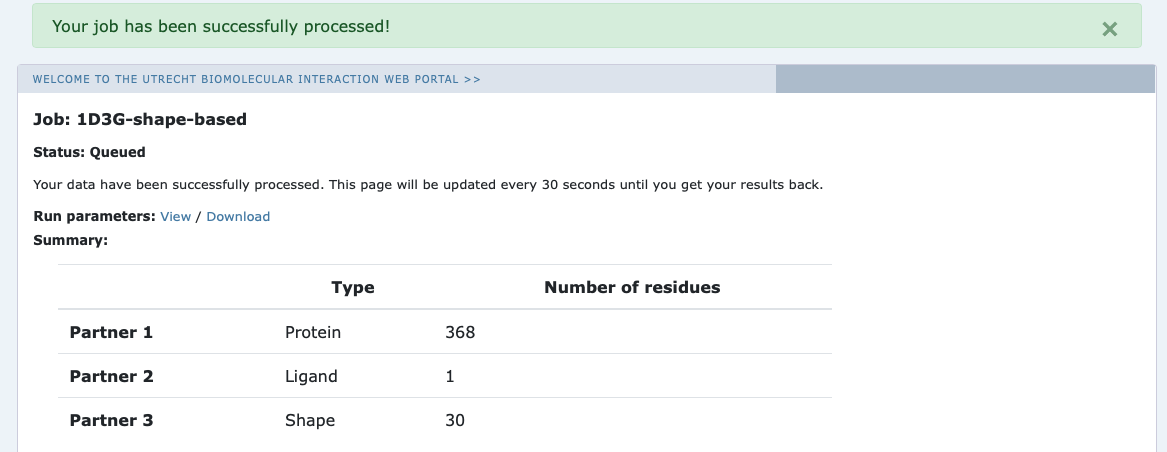 Your job has been successfully processed!
×
WELCOME TO THE UTRECHT BIOMOLECULAR INTERACTION WEB PORTAL >>
Job: 1D3G-shape-based
Status: Queued
Your data have been successfully processed. This page will be updated every 30 seconds until you get your results back.
Run parameters: View / Download
Summary:
Type Number of residues
Partner 1 Protein 368
Partner 2 Ligand 1
Partner 3 Shape 30